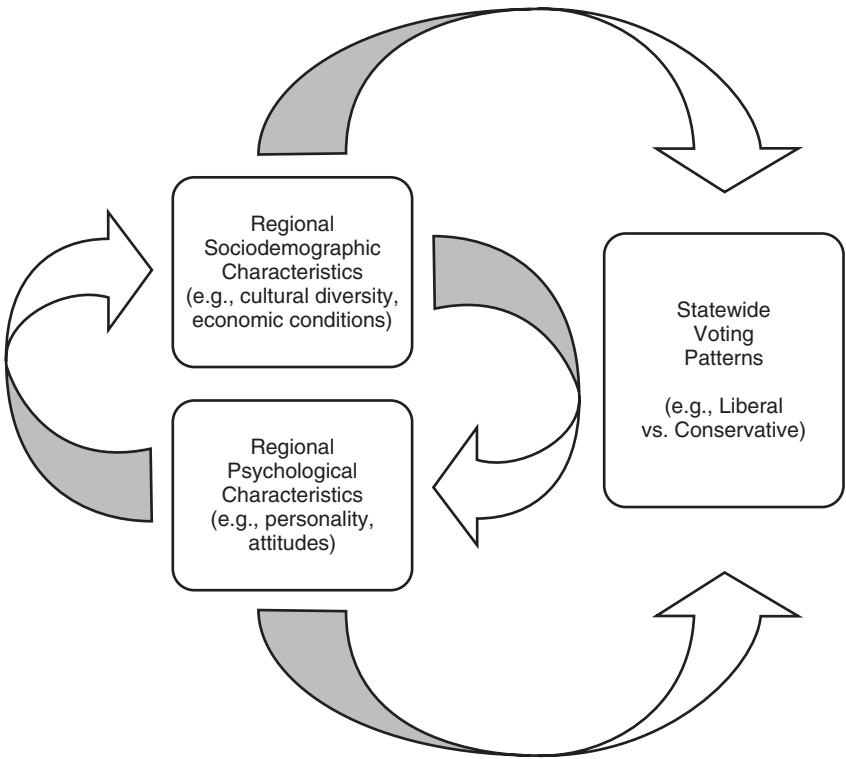 Regional
Sociodemographic
Characteristics
(e.g., cultural diversity,
economic conditions)
Regional
Psychological
Characteristics
(e.g., personality,
attitudes)
Statewide
Voting
Patterns
(e.g., Liberal
vs. Conservative)